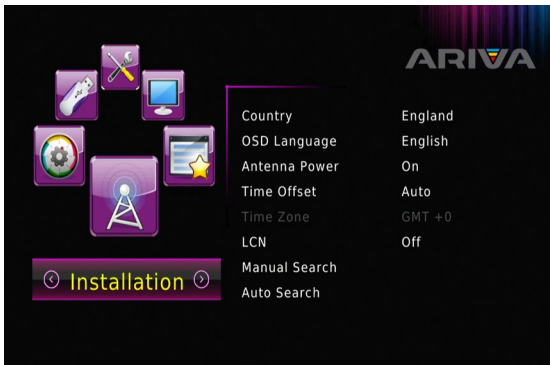 ARIVA
Country England
OSD Language English
Antenna Power On
Time Offset Auto
Time Zone GMT +0
LCN Off
Manual Search
Auto Search
Installation